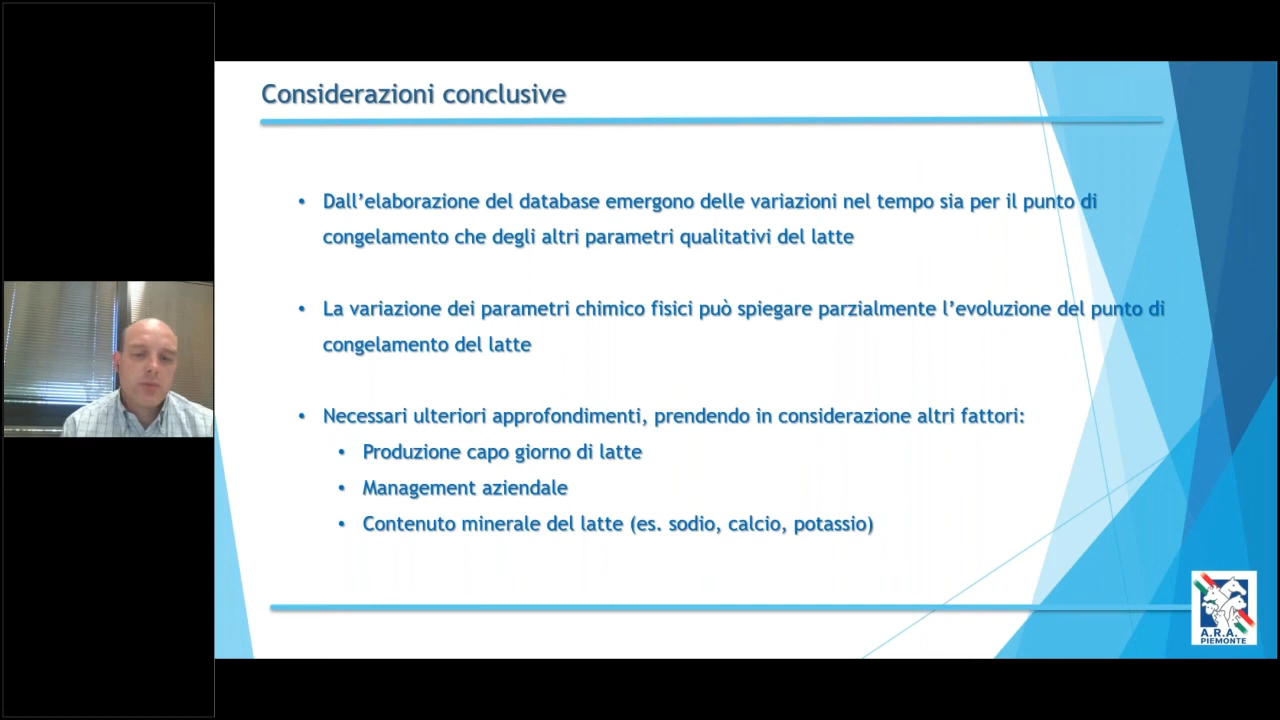 Considerazioni conclusive
• Dall'elaborazione del database emergono delle variazioni nel tempo sia per il punto di
congelamento che degli altri parametri qualitativi del latte
• La variazione dei parametri chimico fisici può spiegare parzialmente l'evoluzione del punto di
congelamento del latte
• Necessari ulteriori approfondimenti, prendendo in considerazione altri fattori:
• Produzione capo giorno di latte
• Management aziendale
• Contenuto minerale del latte (es. sodio, calcio, potassio)
A.R.A.
PIEMONTE